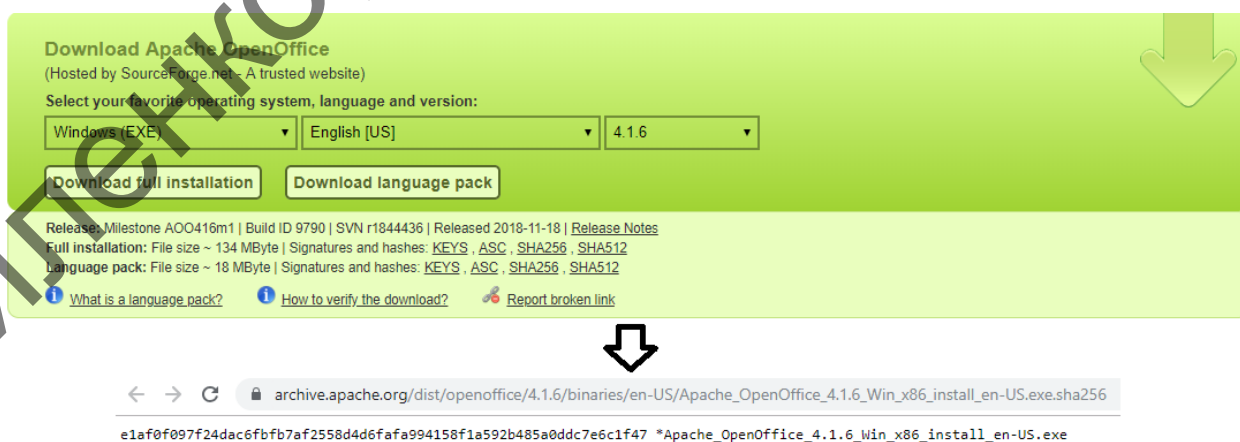 Download Apache OpenOffice
(Hosted by SourceForge.net - A trusted website)
Select your favorite operating system, language and version:
Windows (EXE) English [US] 4.1.6
Download full installation Download language pack
Release: Milestone AOO416m1 | Build ID 9790 | SVN r1844436 | Released 2018-11-18 | Release Notes
Full installation: File size ~ 134 MByte | Signatures and hashes: KEYS , ASC , SHA256 , SHA512
Language pack: File size ~ 18 MByte | Signatures and hashes: KEYS , ASC , SHA256 , SHA512
What is a language pack? How to verify the download? Report broken link
archive.apache.org/dist/openoffice/4.1.6/binaries/en-US/Apache_OpenOffice_4.1.6_Win_x86_install_en-US.exe.sha256
e1af0f097f24dac6fbfb7af2558d4d6fafa994158f1a592b485a0ddc7e6c1f47 *Apache_OpenOffice_4.1.6_Win_x86_install_en-US.exe